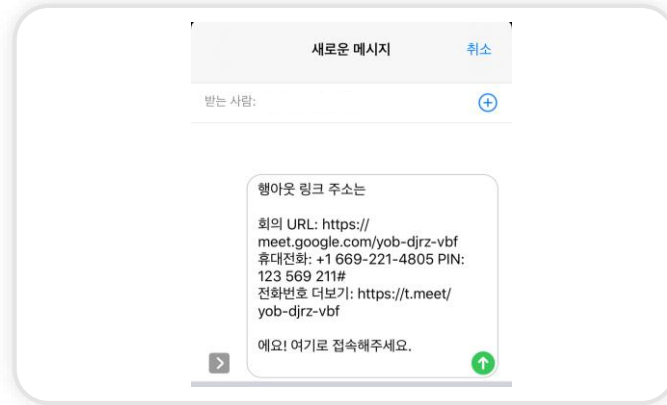 새로운 메시지
취소
받는 사람:
행아웃 링크 주소는
회의 URL: https://
meet.google.com/yob-djrz-vbf
휴대전화: +1 669-221-4805 PIN:
123 569 211#
전화번호 더보기: https://t.meet/
yob-djrz-vbf
에요! 여기로 접속해주세요.